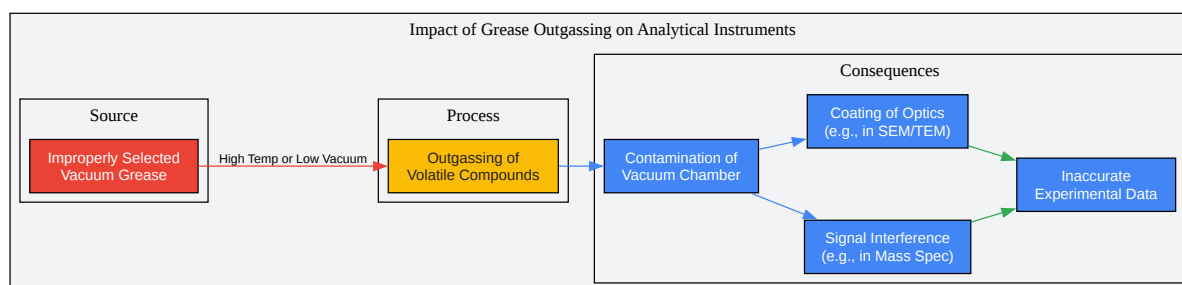 Impact of Grease Outgassing on Analytical Instruments
Source
Improperly Selected
Vacuum Grease
High Temp or Low Vacuum
Process
Outgassing of
Volatile Compounds
Consequences
Contamination of
Vacuum Chamber
Coating of Optics
(e.g., in SEM/TEM)
Signal Interference
(e.g., in Mass Spec)
Inaccurate
Experimental Data